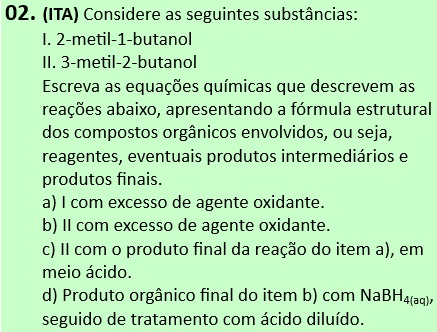 02. (ITA) Considere as seguintes substâncias:
I. 2-metil-1-butanol
II. 3-metil-2-butanol
Escreva as equações químicas que descrevem as
reações abaixo, apresentando a fórmula estrutural
dos compostos orgânicos envolvidos, ou seja,
reagentes, eventuais produtos intermediários e
produtos finais.
a) I com excesso de agente oxidante.
b) II com excesso de agente oxidante.
c) II com o produto final da reação do item a), em
meio ácido.
d) Produto orgânico final do item b) com NaBH₄₍ₐq₎,
seguido de tratamento com ácido diluído.